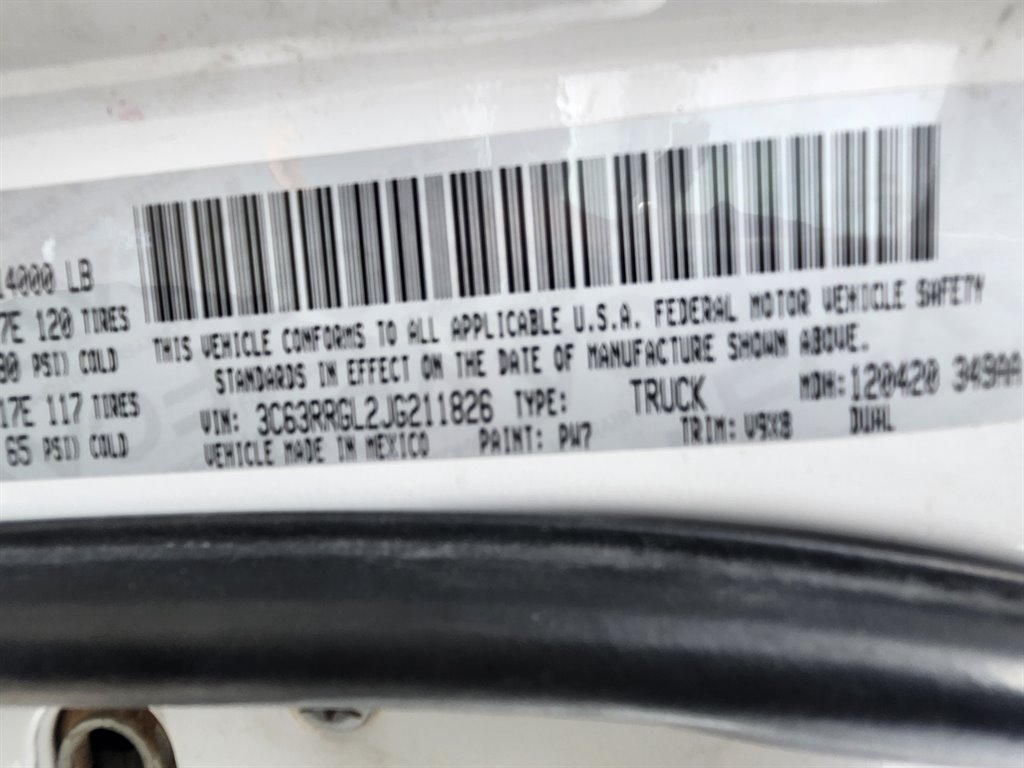 14000 LB
7E 120 TIRES
80 PSI) COLD
17E 117 TIRES
65 PSI) COLD
THIS VEHICLE CONFORMS TO ALL APPLICABLE U.S.A. FEDERAL MOTOR VEHICLE SAFETY
STANDARDS IN EFFECT ON THE DATE OF MANUFACTURE SHOWN ABOVE.
VIN: 3C63RRGL2JG211826 TYPE: TRUCK MDH: 120420 349AA
VEHICLE MADE IN MEXICO PAINT: PW7 TRIM: V9X8 DUAL